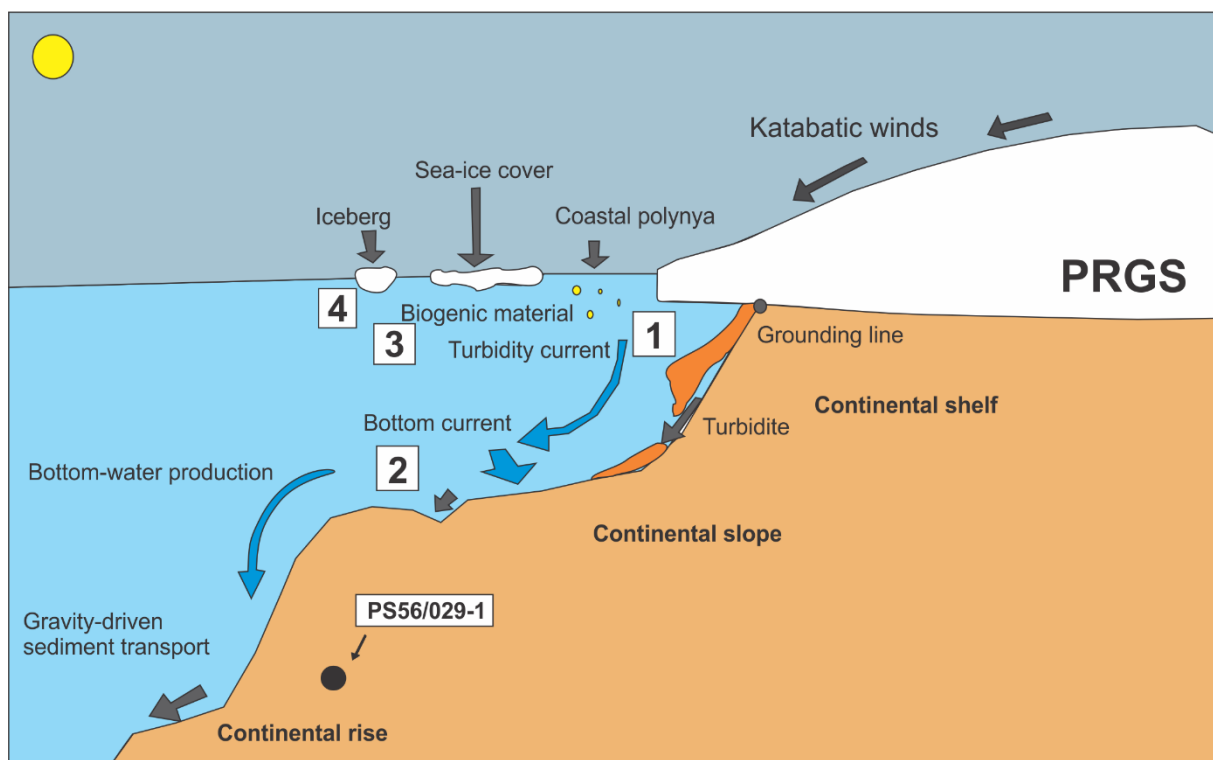 Katabatic winds
Sea-ice cover
Iceberg
Coastal polynya
PRGS
4
Biogenic material
1
3
Turbidity current
Grounding line
Continental shelf
Bottom current
Turbidite
Bottom-water production
2
Continental slope
PS56/029-1
Gravity-driven
sediment transport
Continental rise